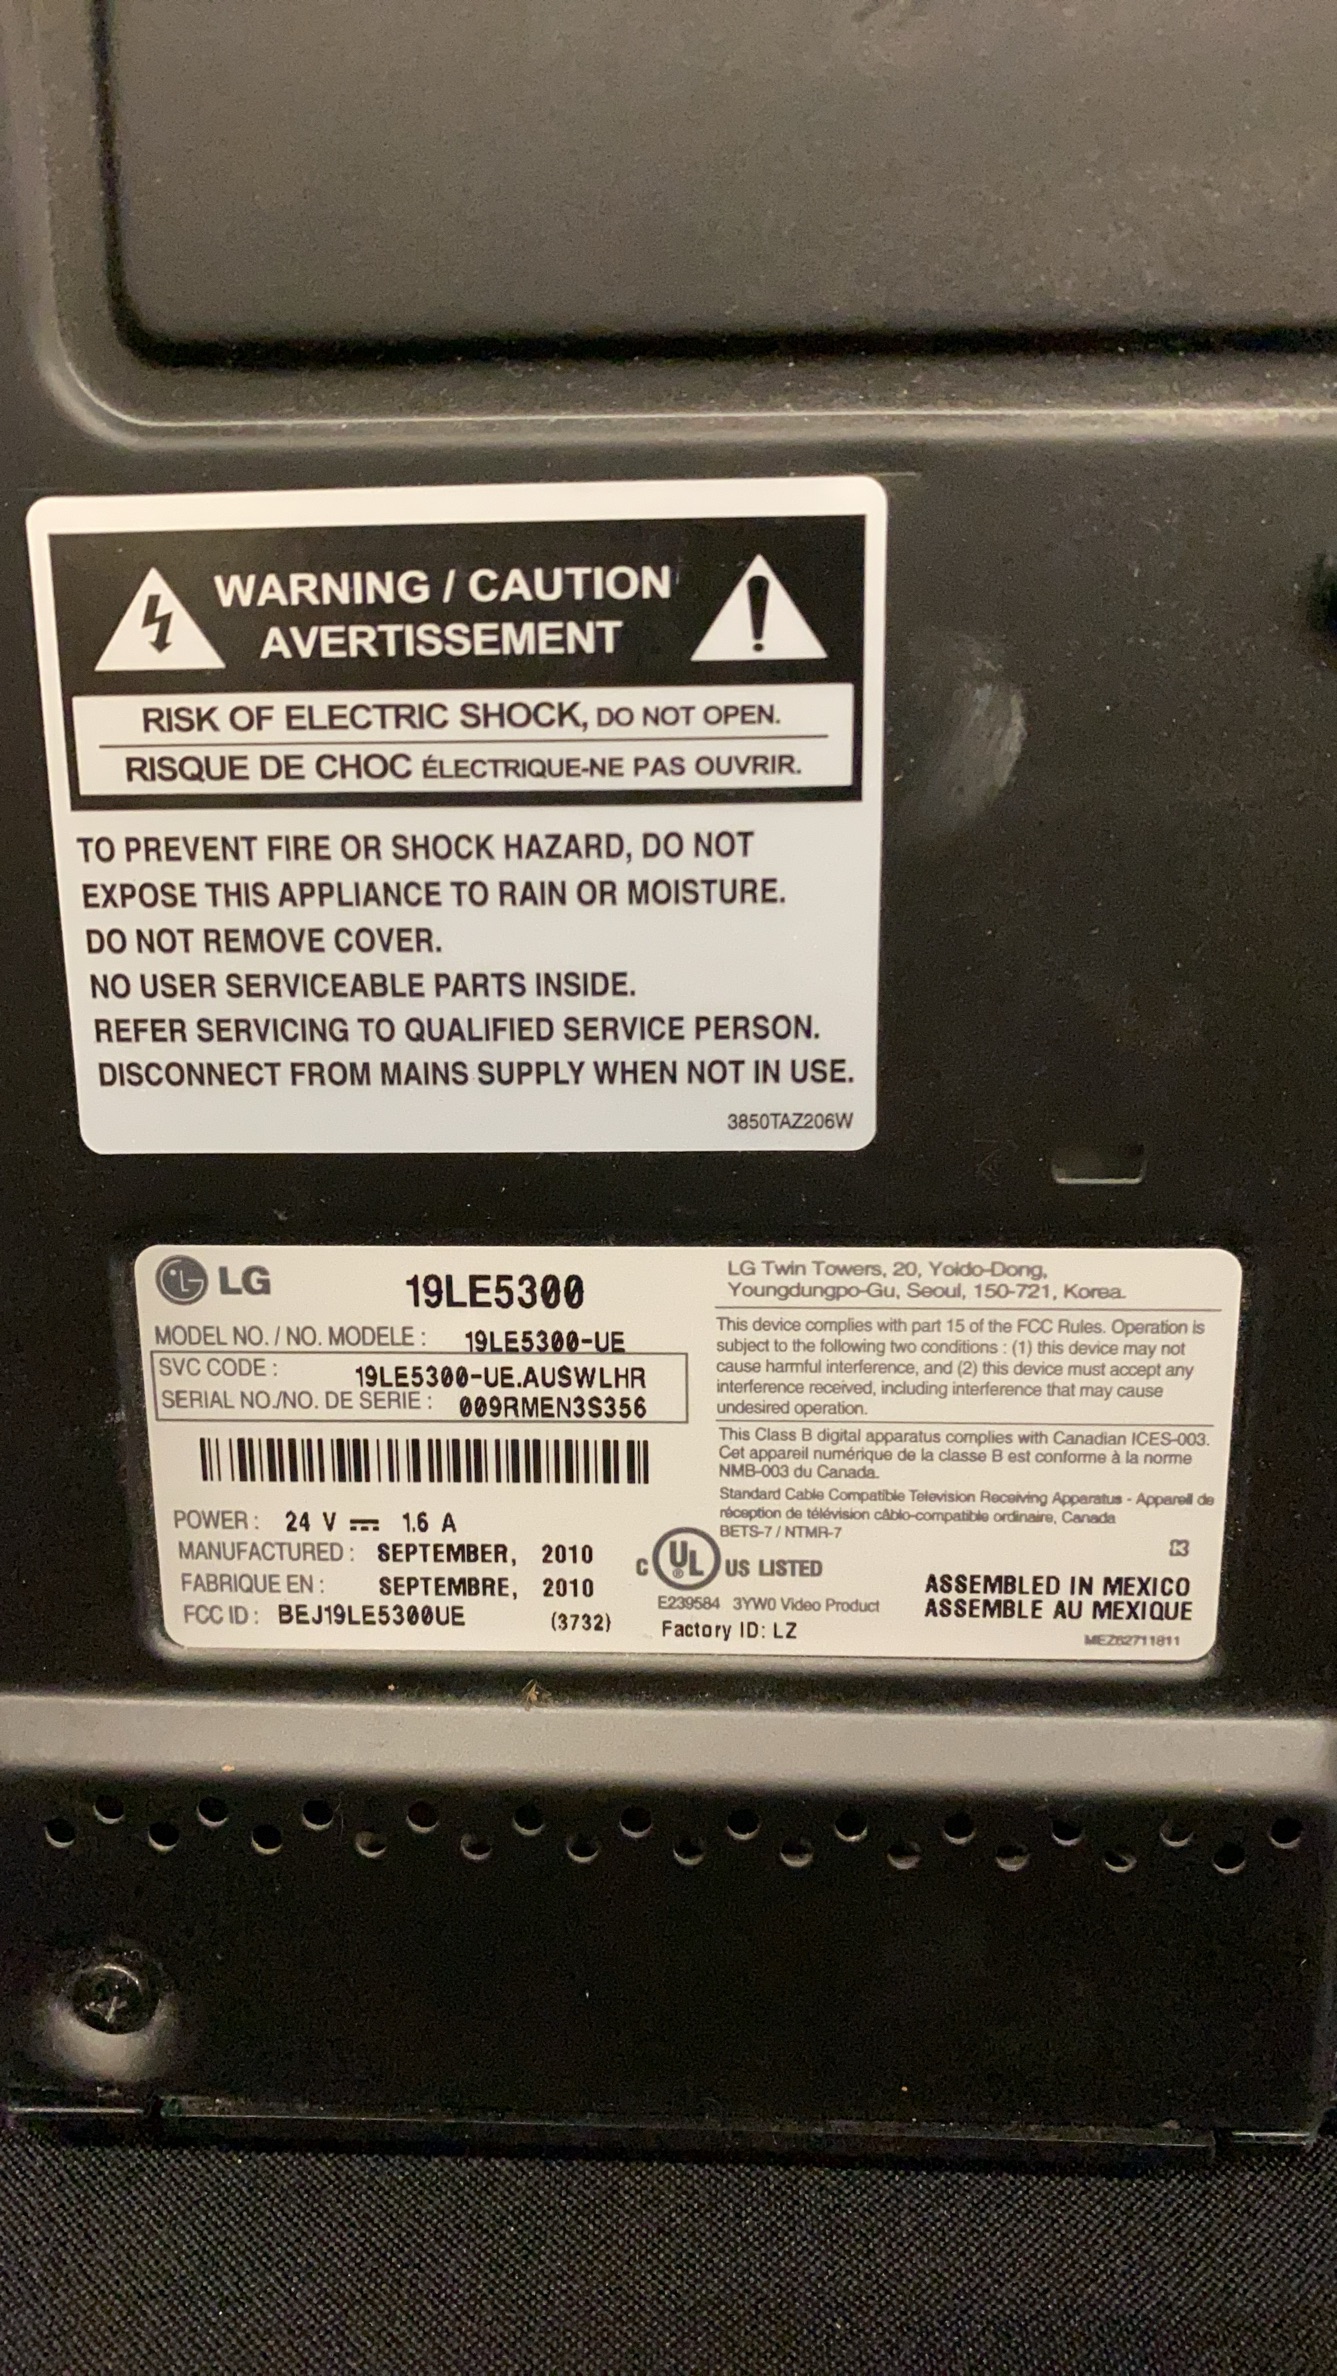 WARNING / CAUTION
AVERTISSEMENT
RISK OF ELECTRIC SHOCK, DO NOT OPEN.
RISQUE DE CHOC ÉLECTRIQUE-NE PAS OUVRIR.
TO PREVENT FIRE OR SHOCK HAZARD, DO NOT
EXPOSE THIS APPLIANCE TO RAIN OR MOISTURE.
DO NOT REMOVE COVER.
NO USER SERVICEABLE PARTS INSIDE.
REFER SERVICING TO QUALIFIED SERVICE PERSON.
DISCONNECT FROM MAINS SUPPLY WHEN NOT IN USE.
3850TAZ206W
LG
19LE5300
MODEL NO. / NO. MODELE : 19LE5300-UE
SVC CODE : 19LE5300-UE.AUSWLHR
SERIAL NO./NO. DE SERIE : 009RMEN3S356
POWER : 24 V ⎓ 1.6 A
MANUFACTURED : SEPTEMBER, 2010
FABRIQUE EN : SEPTEMBRE, 2010
FCC ID : BEJ19LE5300UE (3732)
LG Twin Towers, 20, Yoido-Dong,
Youngdungpo-Gu, Seoul, 150-721, Korea.
This device complies with part 15 of the FCC Rules. Operation is
subject to the following two conditions : (1) this device may not
cause harmful interference, and (2) this device must accept any
interference received, including interference that may cause
undesired operation.
This Class B digital apparatus complies with Canadian ICES-003.
Cet appareil numérique de la classe B est conforme à la norme
NMB-003 du Canada.
Standard Cable Compatible Television Receiving Apparatus - Appareil de
réception de télévision câblo-compatible ordinaire, Canada
BETS-7 / NTMR-7
C UL ® US LISTED
E239584 3YW0 Video Product
Factory ID: LZ
ASSEMBLED IN MEXICO
ASSEMBLE AU MEXIQUE
MEZ62711811